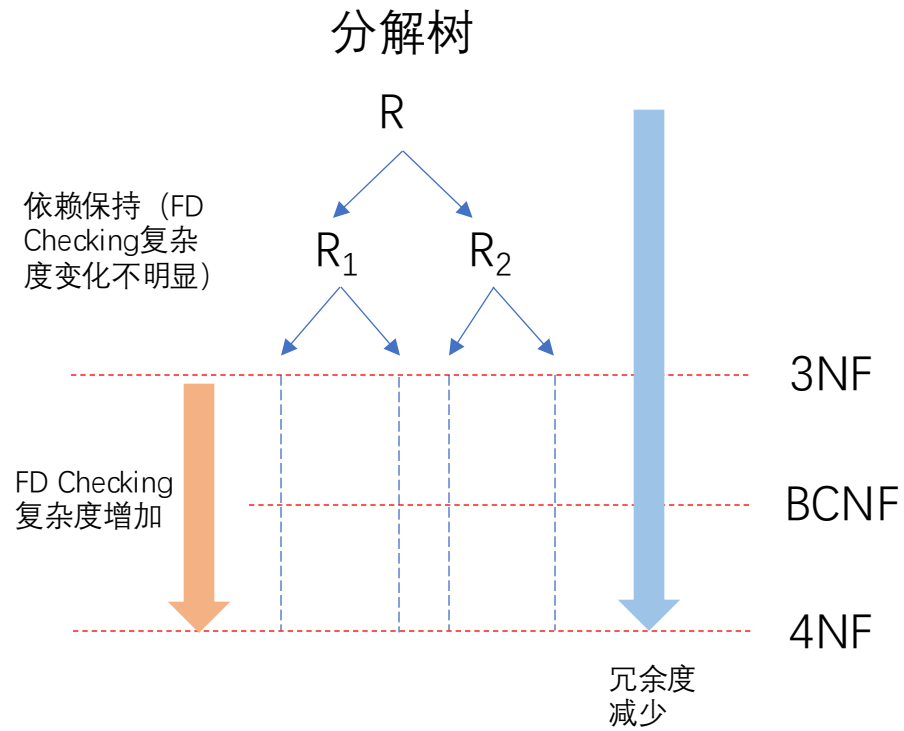 分解树
R
依赖保持（FD
Checking复杂
度变化不明显）
R₁
R₂
3NF
FD Checking
复杂度增加
BCNF
4NF
冗余度
减少